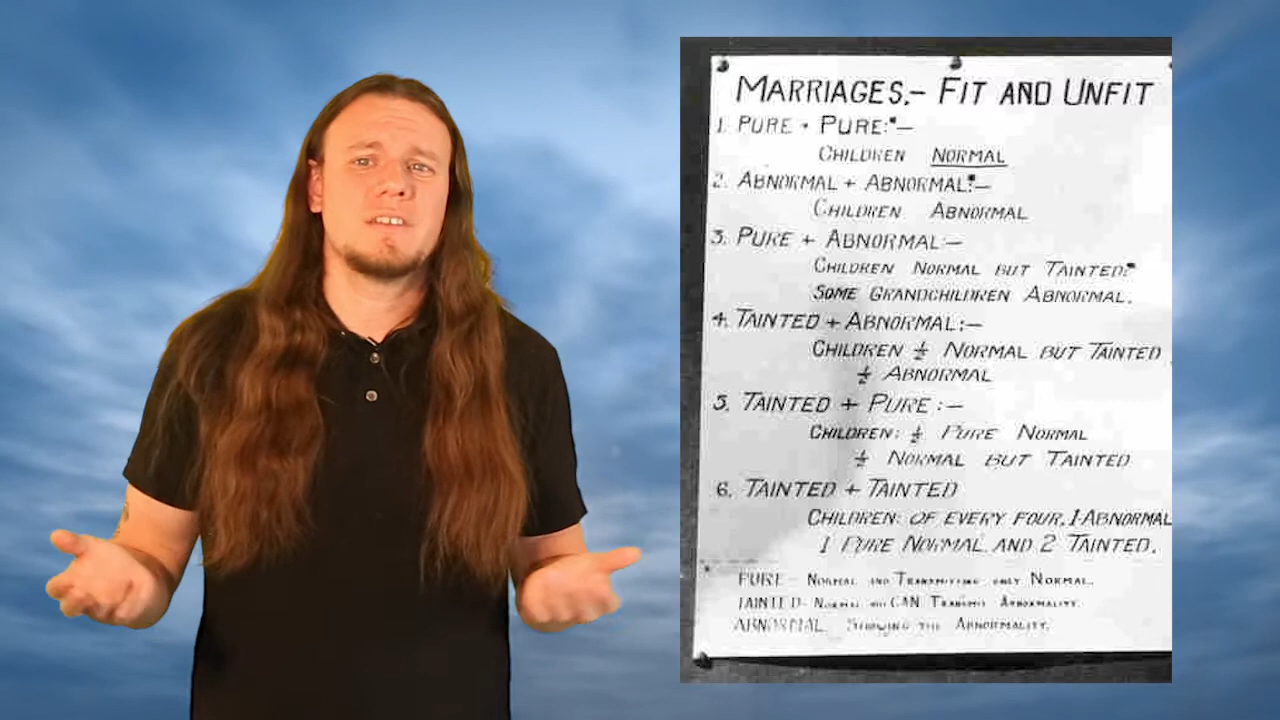 MARRIAGES.- FIT AND UNFIT
1. PURE + PURE:-
CHILDREN NORMAL
2. ABNORMAL + ABNORMAL:-
CHILDREN ABNORMAL
3. PURE + ABNORMAL:-
CHILDREN NORMAL BUT TAINTED:
SOME GRANDCHILDREN ABNORMAL.
4. TAINTED + ABNORMAL:-
CHILDREN ½ NORMAL BUT TAINTED
½ ABNORMAL
5. TAINTED + PURE:-
CHILDREN: ½ PURE NORMAL
½ NORMAL BUT TAINTED
6. TAINTED + TAINTED
CHILDREN: OF EVERY FOUR, 1 ABNORMAL
1 PURE NORMAL AND 2 TAINTED.
PURE - NORMAL AND TRANSMITTING ONLY NORMAL.
TAINTED - NORMAL CAN TRANSMIT ABNORMALITY.
ABNORMAL. SHOWING THE ABNORMALITY.